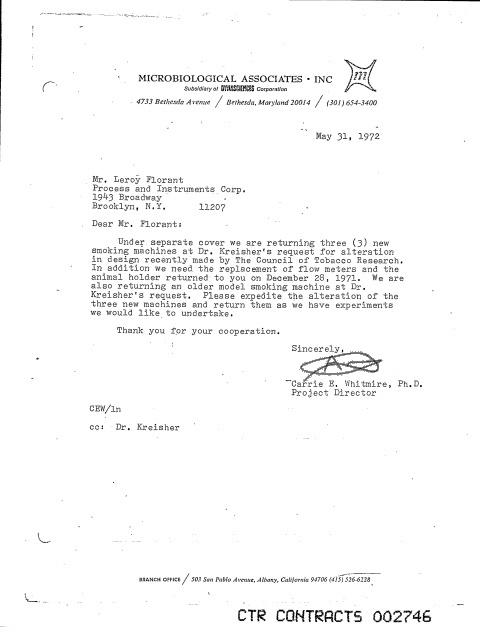 MICROBIOLOGICAL ASSOCIATES • INC
Subsidiary of DYNASCIENCES Corporation
4733 Bethesda Avenue / Bethesda, Maryland 20014 / (301) 654-3400
m
May 31, 1972
Mr. Leroy Florant
Process and Instruments Corp.
1943 Broadway
Brooklyn, N.Y. 11207
Dear Mr. Florant:
Under separate cover we are returning three (3) new
smoking machines at Dr. Kreisher's request for alteration
in design recently made by The Council of Tobacco Research.
In addition we need the replacement of flow meters and the
animal holder returned to you on December 28, 1971. We are
also returning an older model smoking machine at Dr.
Kreisher's request. Please expedite the alteration of the
three new machines and return them as we have experiments
we would like to undertake.
Thank you for your cooperation.
Sincerely,
Carrie E. Whitmire, Ph.D.
Project Director
CEW/ln
cc: Dr. Kreisher
BRANCH OFFICE / 503 San Pablo Avenue, Albany, California 94706 (415) 526-6228
CTR CONTRACTS 002746